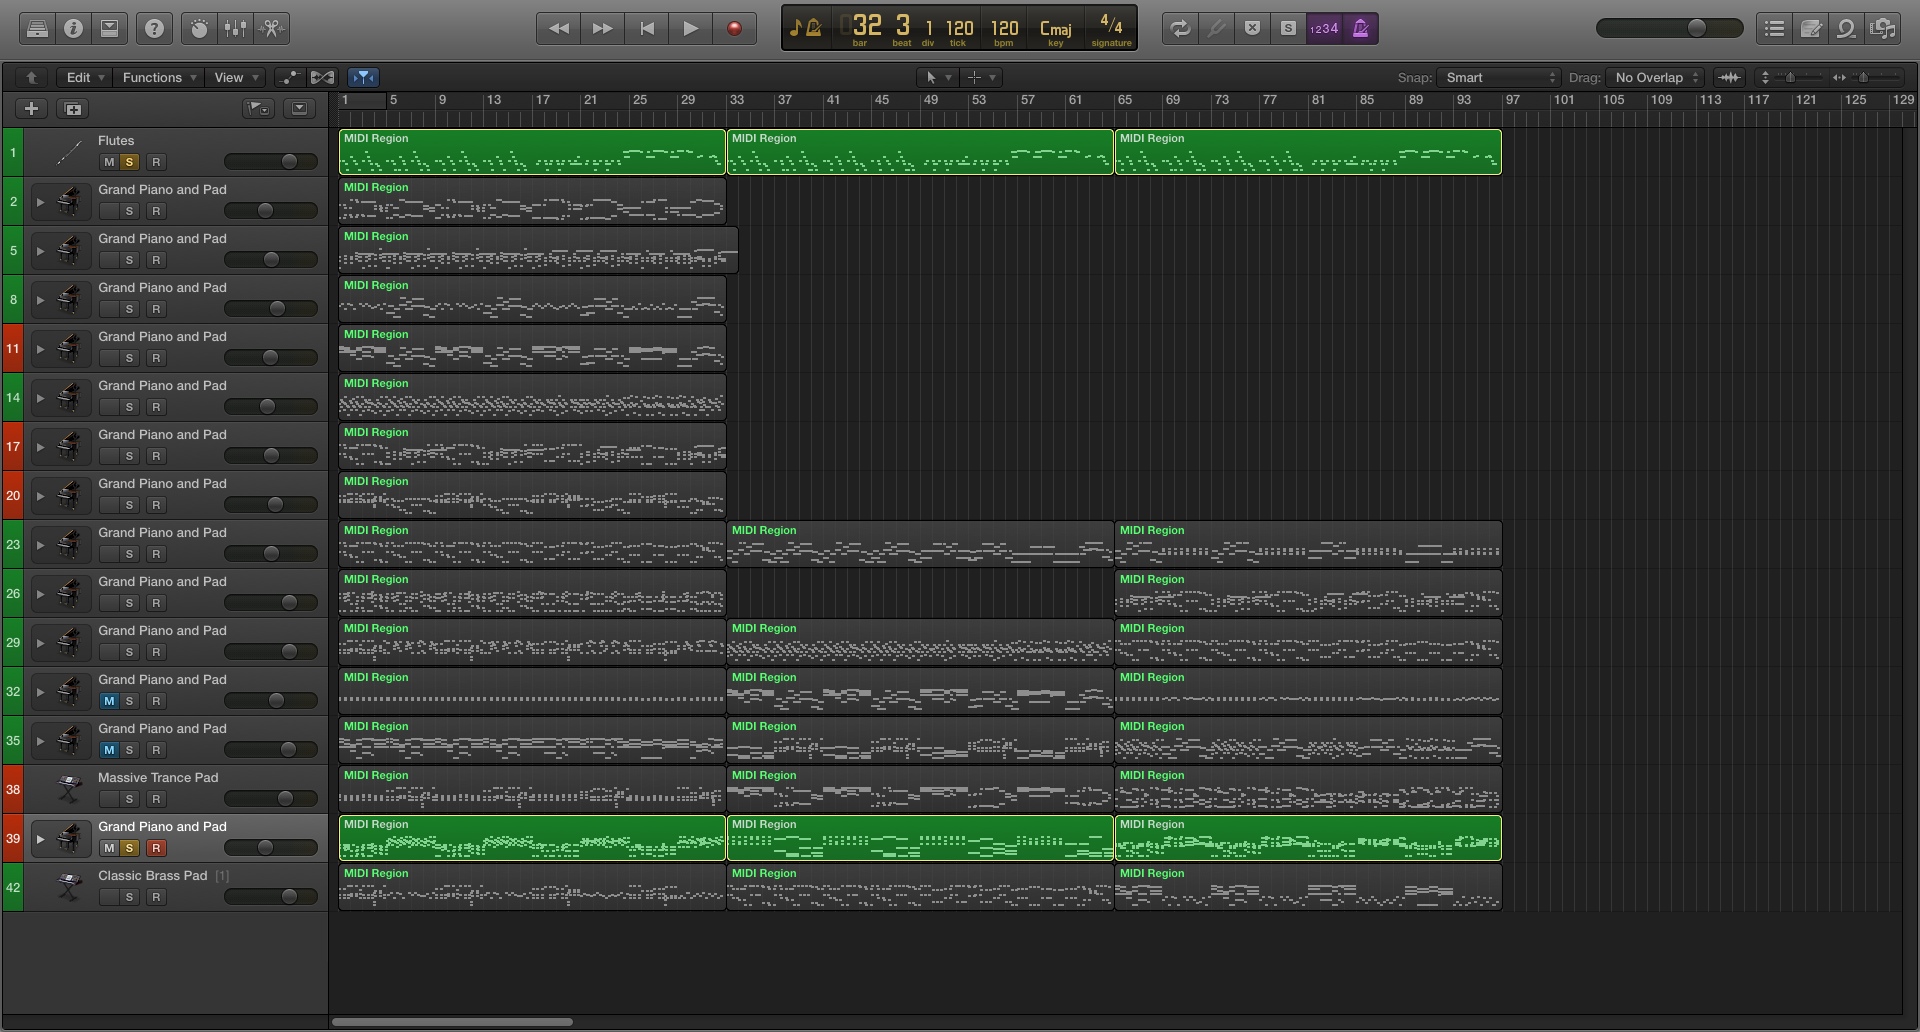 32 3 1 120 120 Cmaj 4/4
bar beat div tick bpm key signature
S 1234
Edit Functions View Snap: Smart Drag: No Overlap
1 5 9 13 17 21 25 29 33 37 41 45 49 53 57 61 65 69 73 77 81 85 89 93 97 101 105 109 113 117 121 125 129
Flutes MIDI Region MIDI Region MIDI Region
1 M S R
Grand Piano and Pad MIDI Region
2 S R
Grand Piano and Pad MIDI Region
5 S R
Grand Piano and Pad MIDI Region
8 S R
Grand Piano and Pad MIDI Region
11 S R
Grand Piano and Pad MIDI Region
14 S R
Grand Piano and Pad MIDI Region
17 S R
Grand Piano and Pad MIDI Region
20 S R
Grand Piano and Pad MIDI Region MIDI Region MIDI Region
23 S R
Grand Piano and Pad MIDI Region MIDI Region
26 S R
Grand Piano and Pad MIDI Region MIDI Region MIDI Region
29 S R
Grand Piano and Pad MIDI Region MIDI Region MIDI Region
32 M S R
Grand Piano and Pad MIDI Region MIDI Region MIDI Region
35 M S R
Massive Trance Pad MIDI Region MIDI Region MIDI Region
38 S R
Grand Piano and Pad MIDI Region MIDI Region MIDI Region
39 M S R
Classic Brass Pad [1] MIDI Region MIDI Region MIDI Region
42 S R